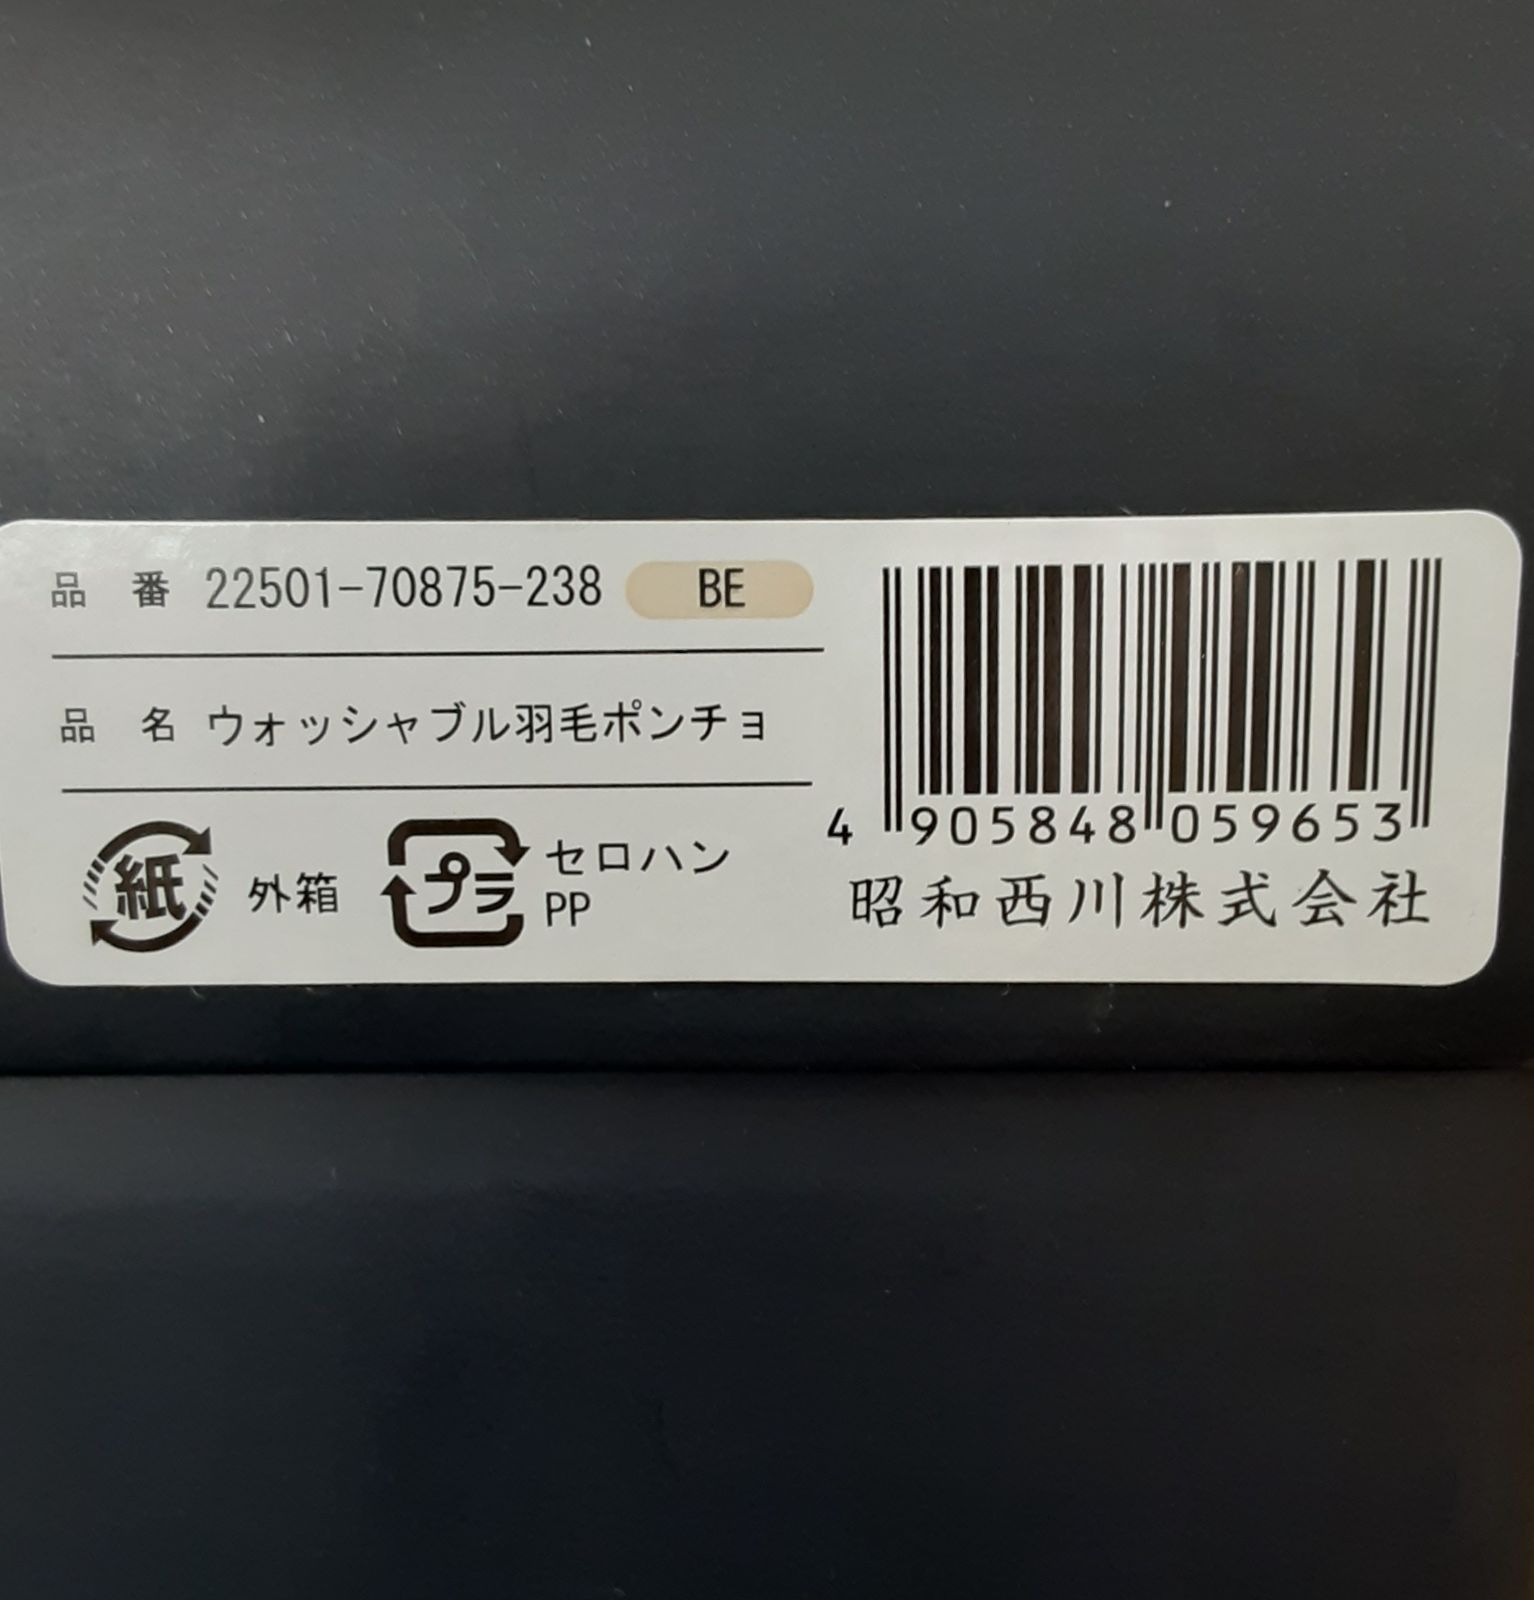 品番 22501-70875-238 BE
品名 ウォッシャブル羽毛ポンチョ
紙 外箱
プラ セロハン
PP
4 905848 059653
昭和西川株式会社